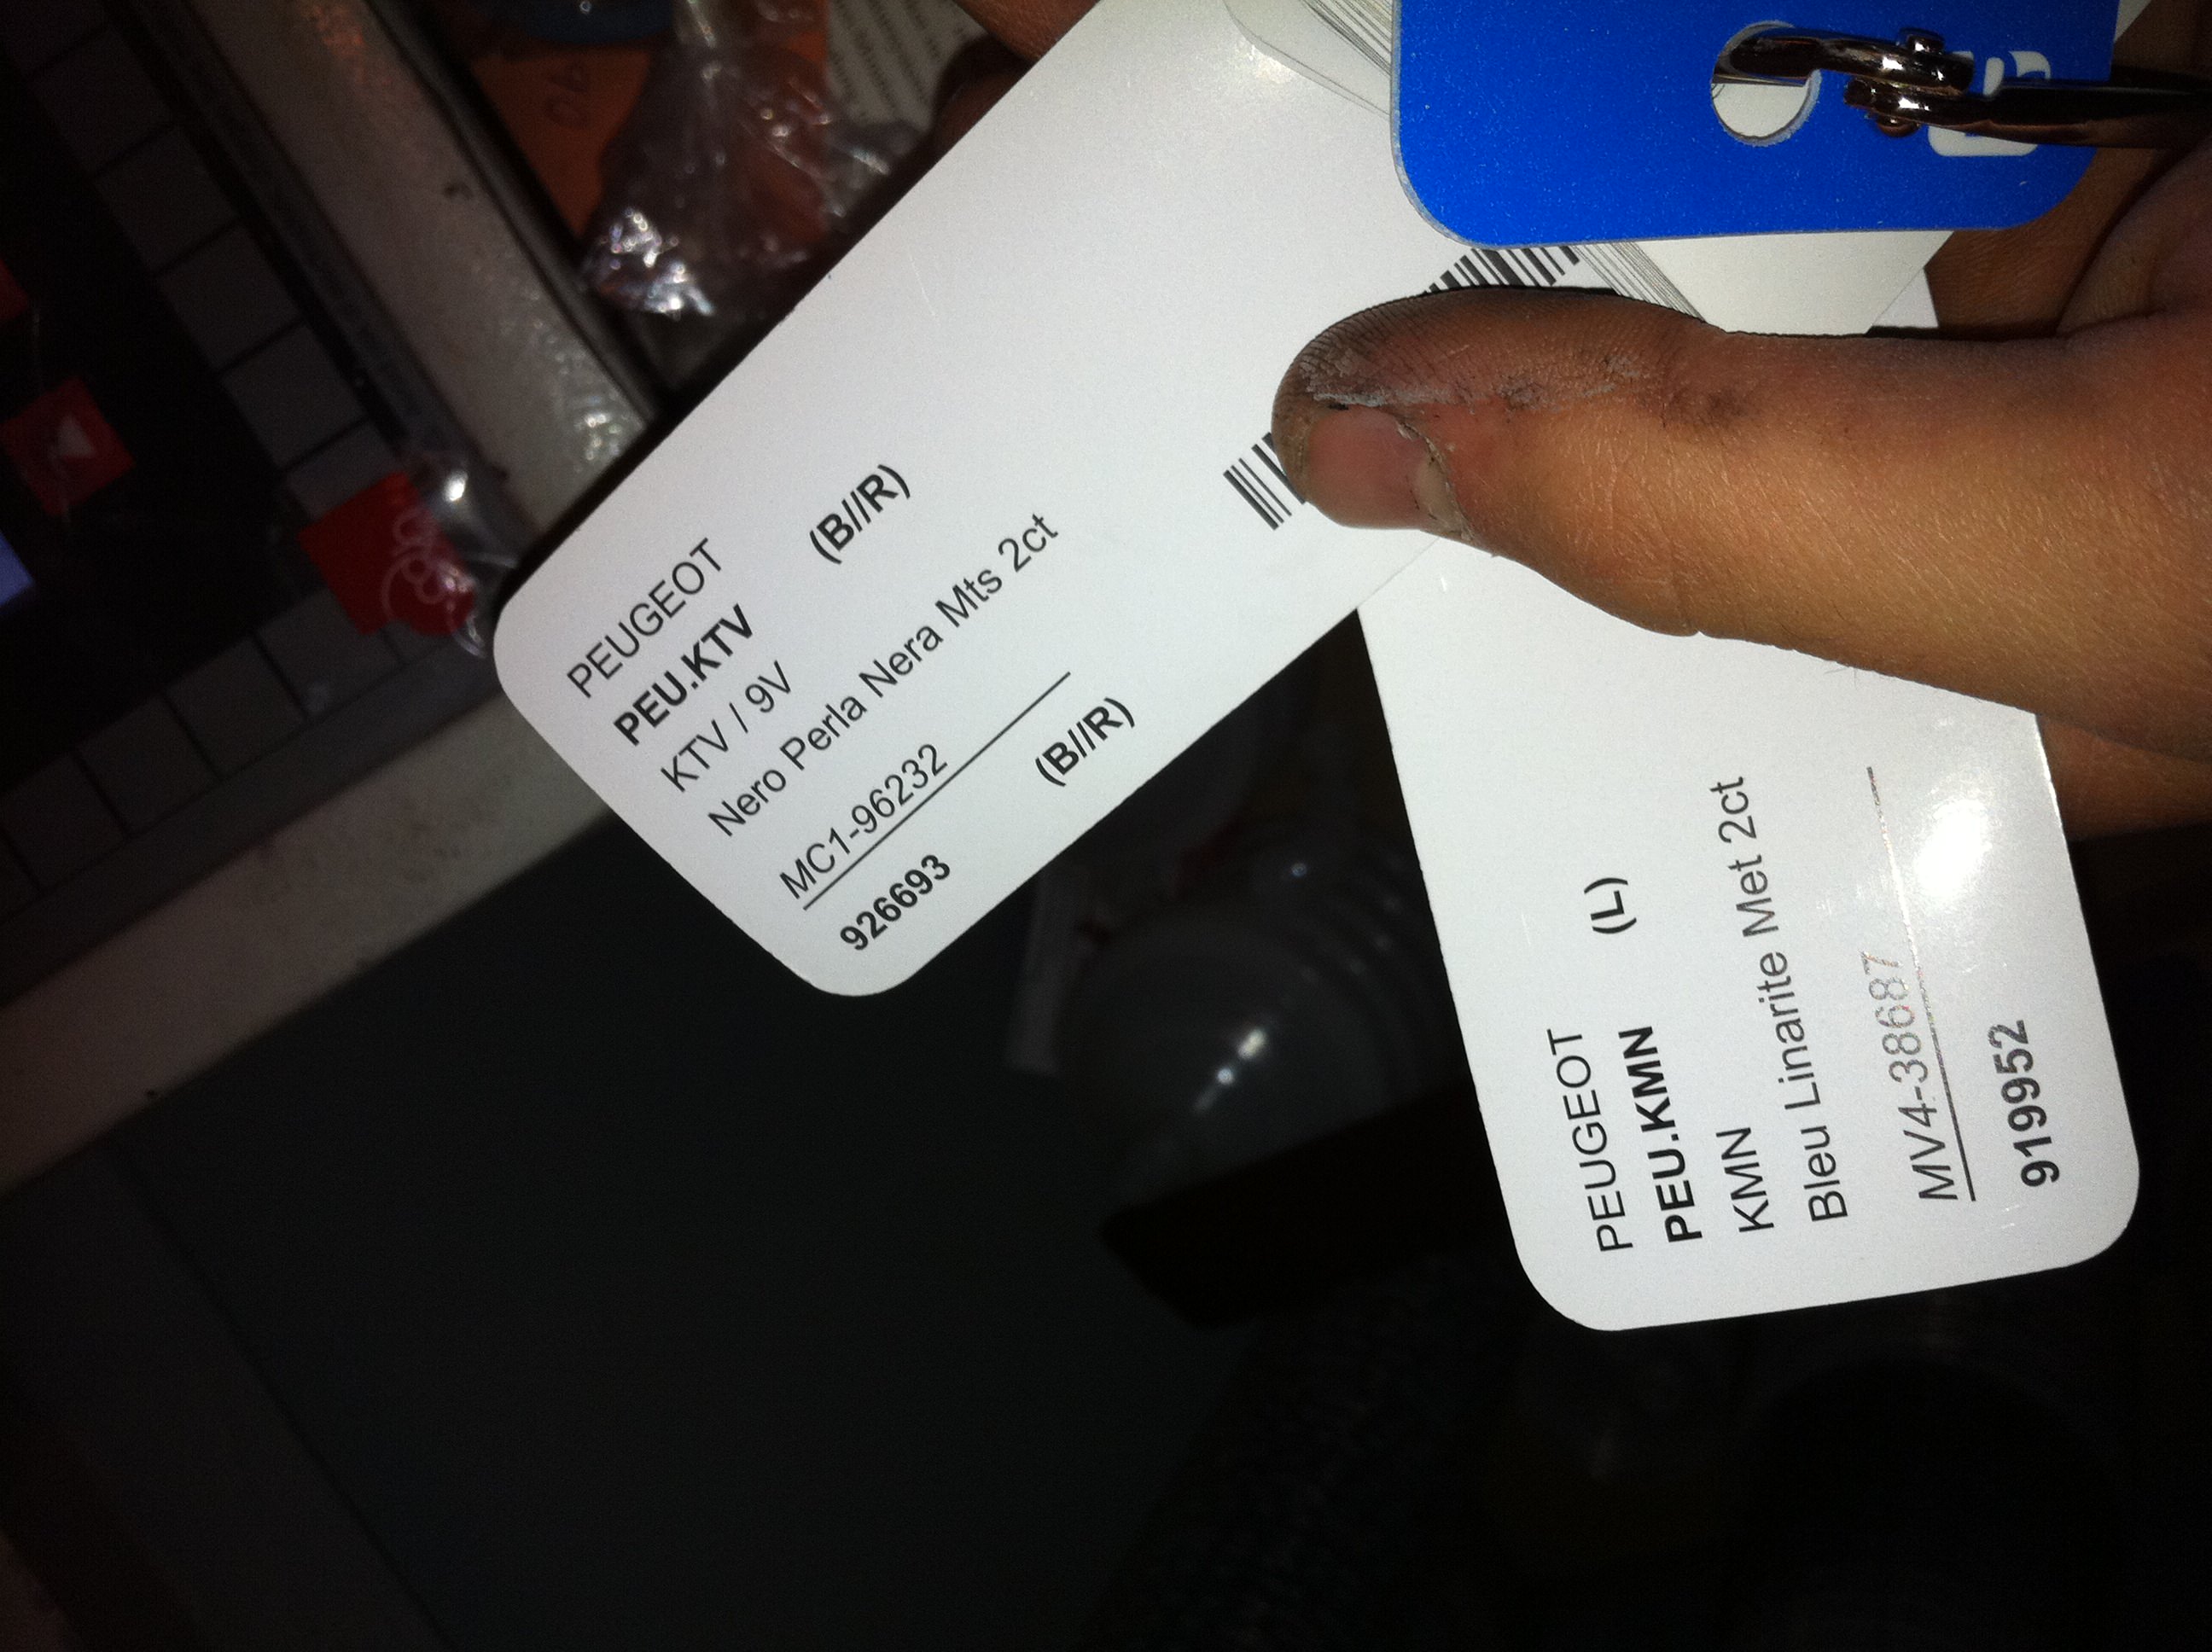 PEUGEOT
PEU.KTV (B//R)
KTV / 9V
Nero Perla Nera Mts 2ct
MC1-96232
926693 (B//R)
PEUGEOT
PEU.KMN (L)
KMN
Bleu Linarite Met 2ct
MV4-38687
919952